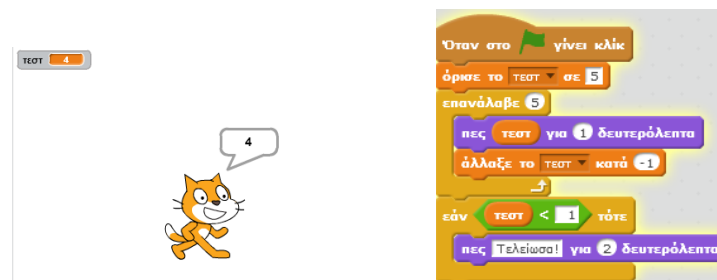 τεστ 4
4
Όταν στο γίνει κλίκ
όρισε το τεστ σε 5
επανάλαβε 5
πες τεστ για 1 δευτερόλεπτα
άλλαξε το τεστ κατά -1
εάν τεστ < 1 τότε
πες Τελείωσα! για 2 δευτερόλεπτα